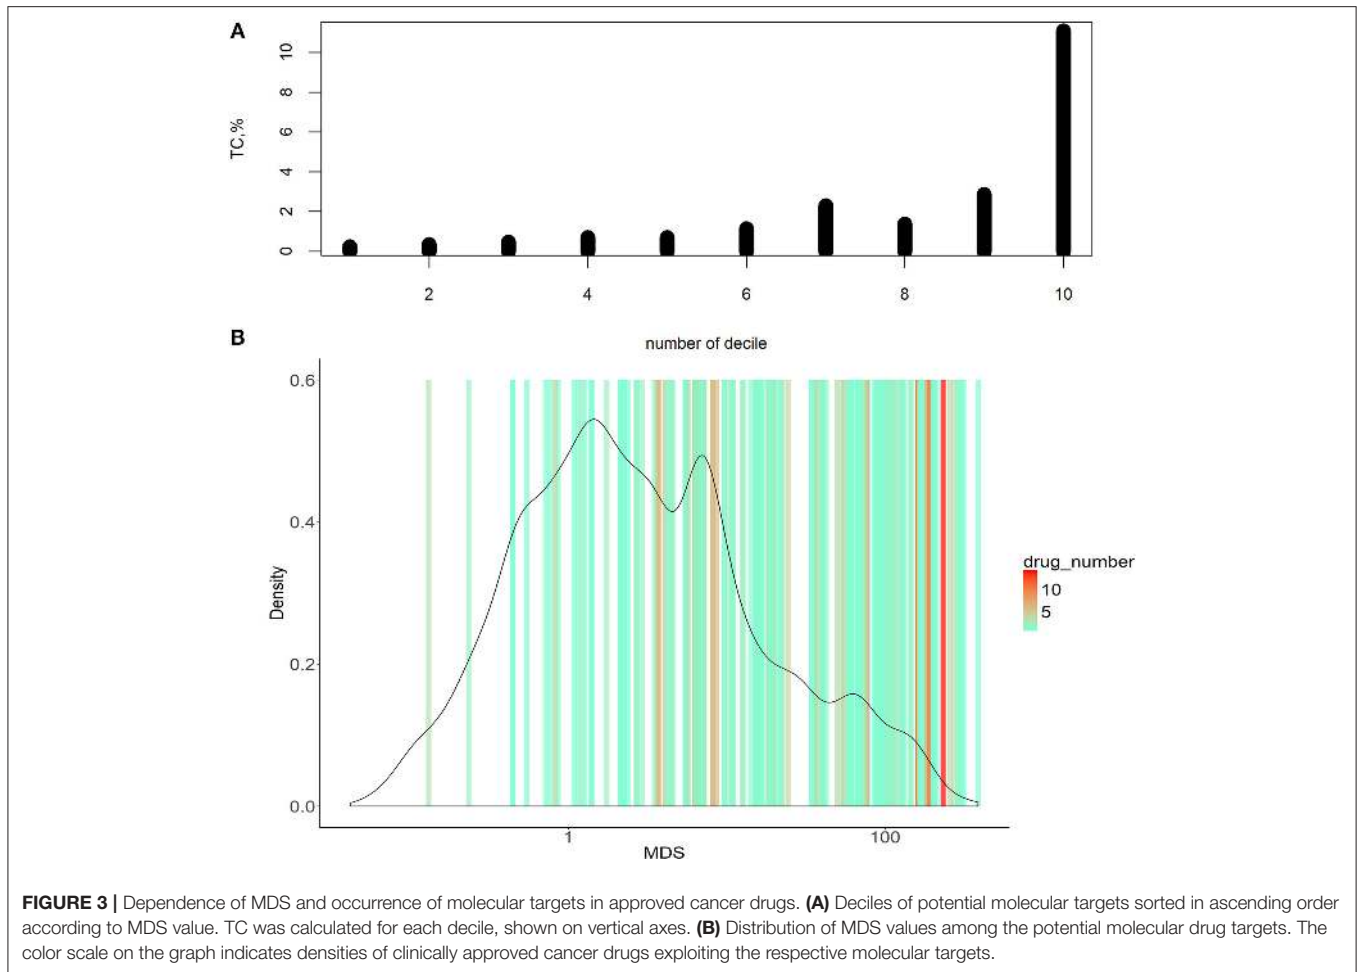 A
10
8
6
4
2
0
TC,%
2 4 6 8 10
number of decile
B
0.6
0.4
0.2
0.0
Density
1 100
MDS
drug_number
10
5
FIGURE 3 | Dependence of MDS and occurrence of molecular targets in approved cancer drugs. (A) Deciles of potential molecular targets sorted in ascending order
according to MDS value. TC was calculated for each decile, shown on vertical axes. (B) Distribution of MDS values among the potential molecular drug targets. The
color scale on the graph indicates densities of clinically approved cancer drugs exploiting the respective molecular targets.